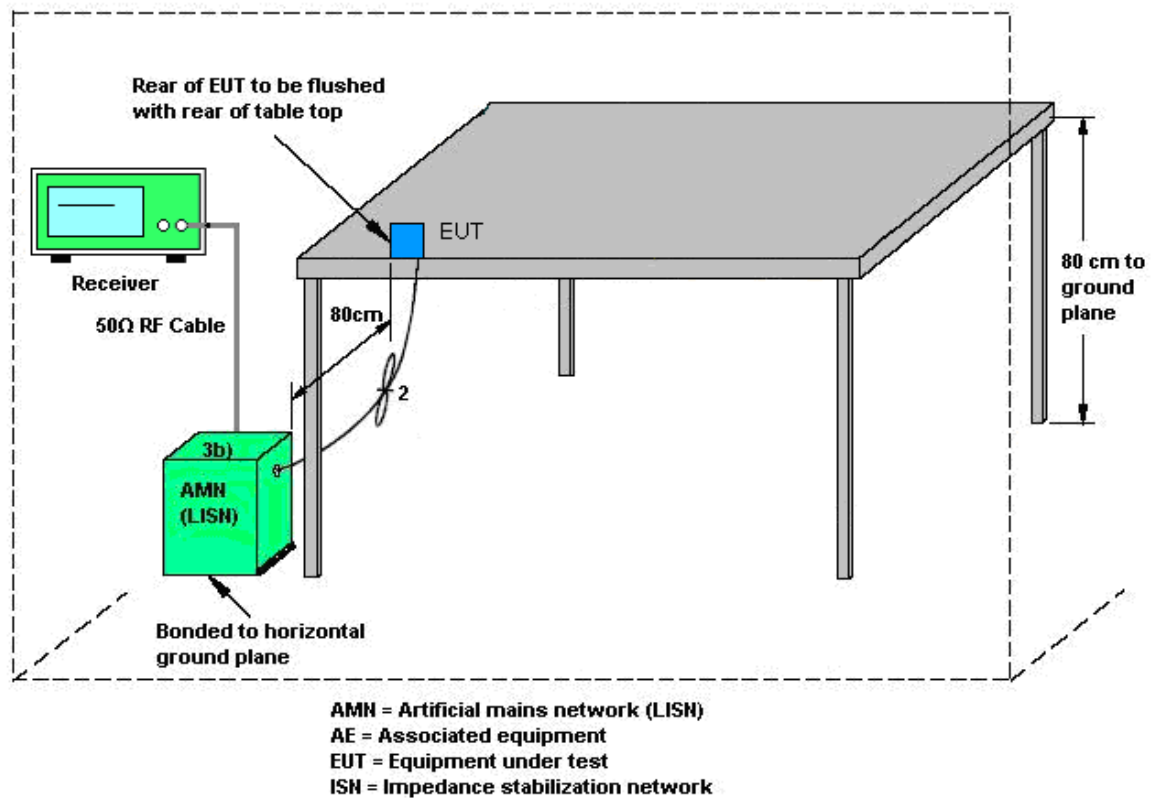 Rear of EUT to be flushed
with rear of table top
EUT
Receiver
50Ω RF Cable
80cm
80 cm to
ground
plane
2
3b)
AMN
(LISN)
Bonded to horizontal
ground plane
AMN = Artificial mains network (LISN)
AE = Associated equipment
EUT = Equipment under test
ISN = Impedance stabilization network